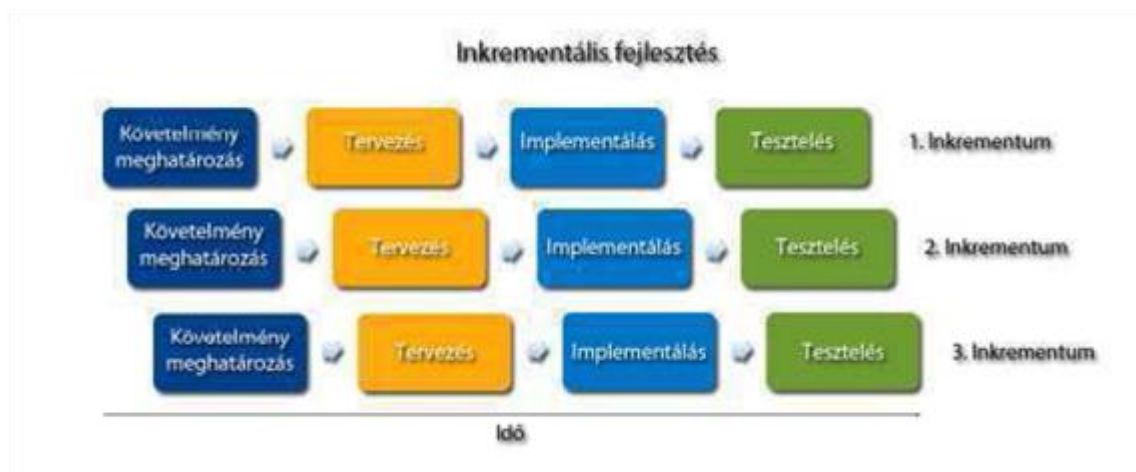 Inkrementális fejlesztés
Követelmény
meghatározás
Tervezés
Implementálás
Tesztelés
1. Inkrementum
Követelmény
meghatározás
Tervezés
Implementálás
Tesztelés
2. Inkrementum
Követelmény
meghatározás
Tervezés
Implementálás
Tesztelés
3. Inkrementum
Idő